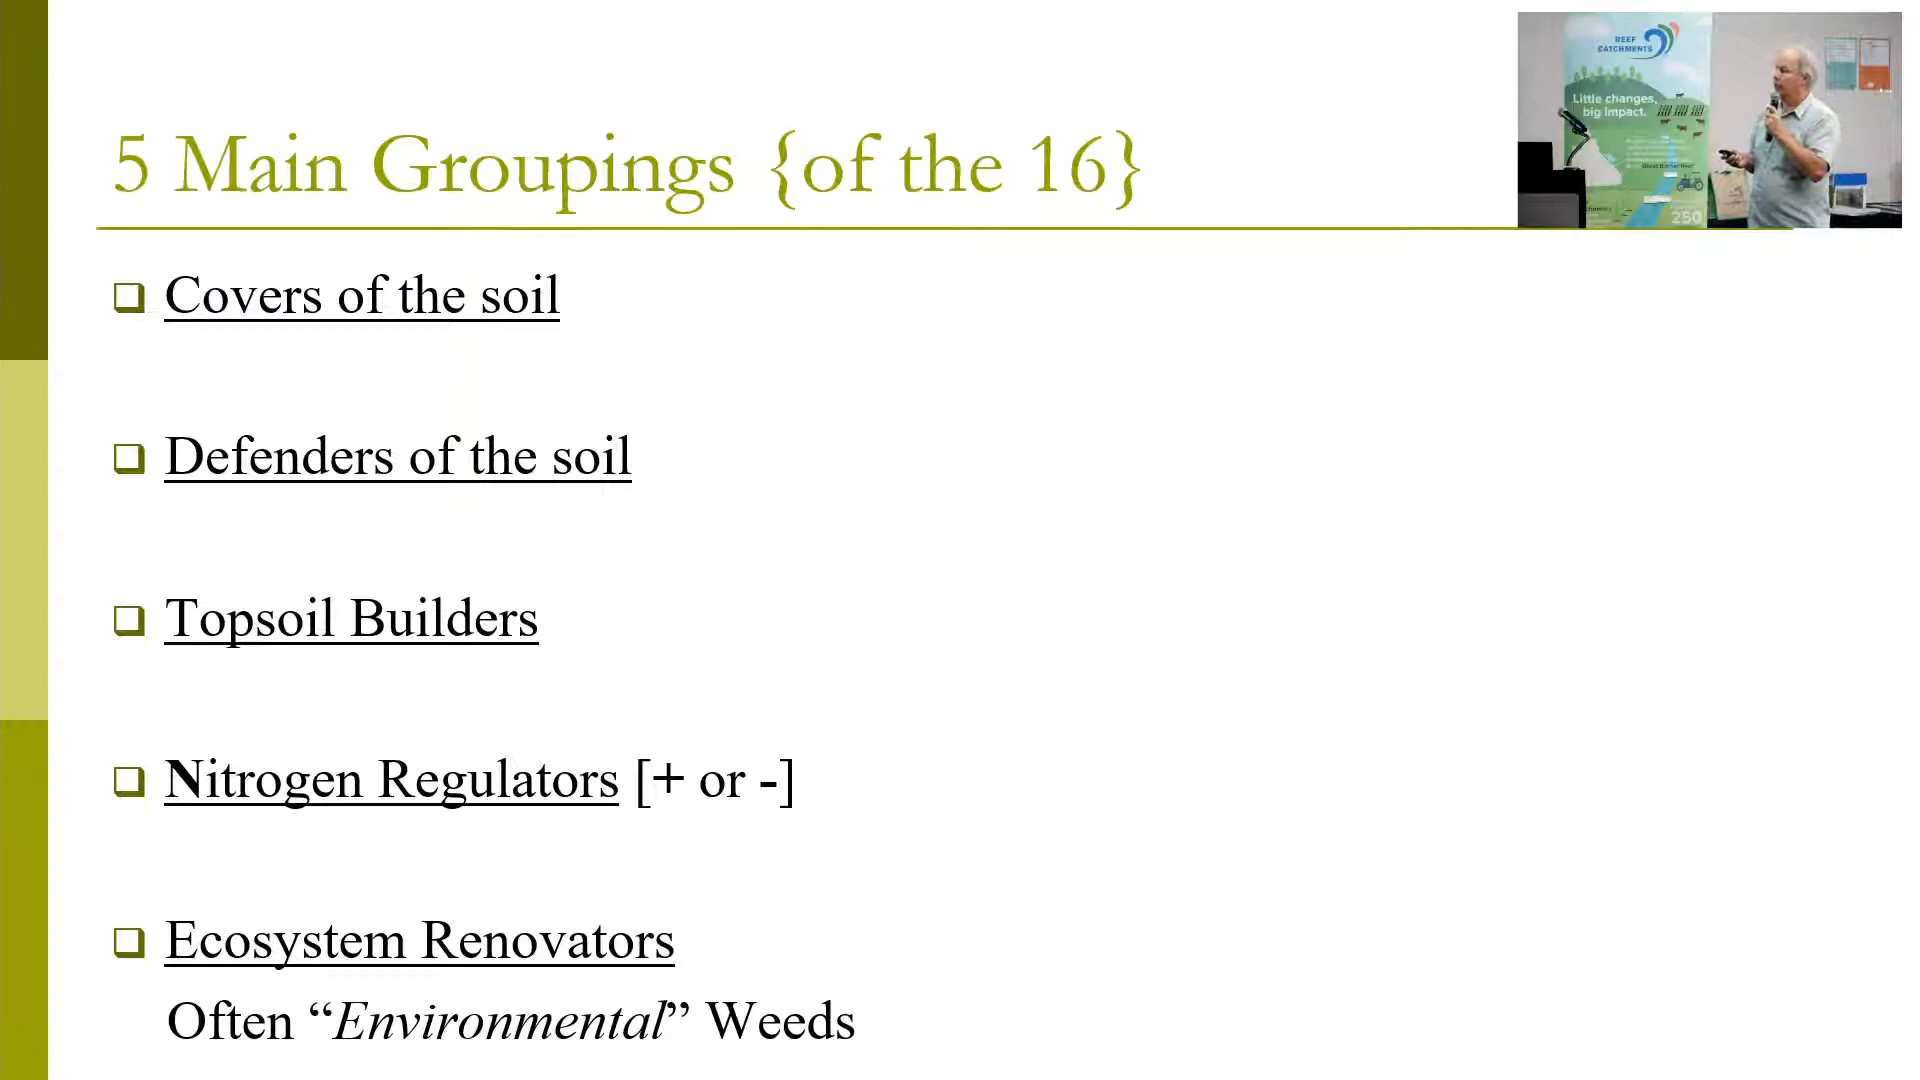 5 Main Groupings {of the 16}
Covers of the soil
Defenders of the soil
Topsoil Builders
Nitrogen Regulators [+ or -]
Ecosystem Renovators
Often “Environmental” Weeds
REEF
CATCHMENTS
Little changes,
big impact.
250